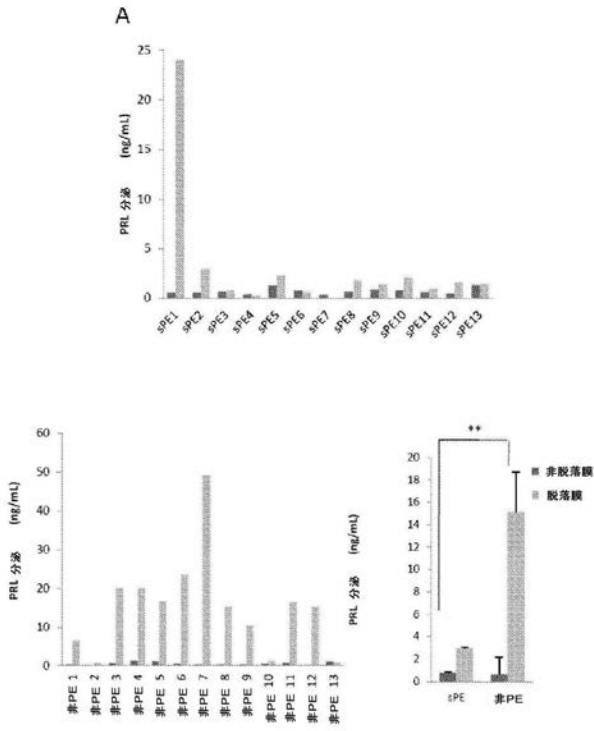 A
PRL 分泌 (ng/mL)
25
20
15
10
5
0
sPE1
sPE2
sPE3
sPE4
sPE5
sPE6
sPE7
sPE8
sPE9
sPE10
sPE11
sPE12
sPE13
PRL 分泌 (ng/mL)
60
50
40
30
20
10
0
非PE 1
非PE 2
非PE 3
非PE 4
非PE 5
非PE 6
非PE 7
非PE 8
非PE 9
非PE 10
非PE 11
非PE 12
非PE 13
PRL 分泌 (ng/mL)
**
20
18
16
14
12
10
8
6
4
2
0
sPE
非PE
非脱落膜
脱落膜